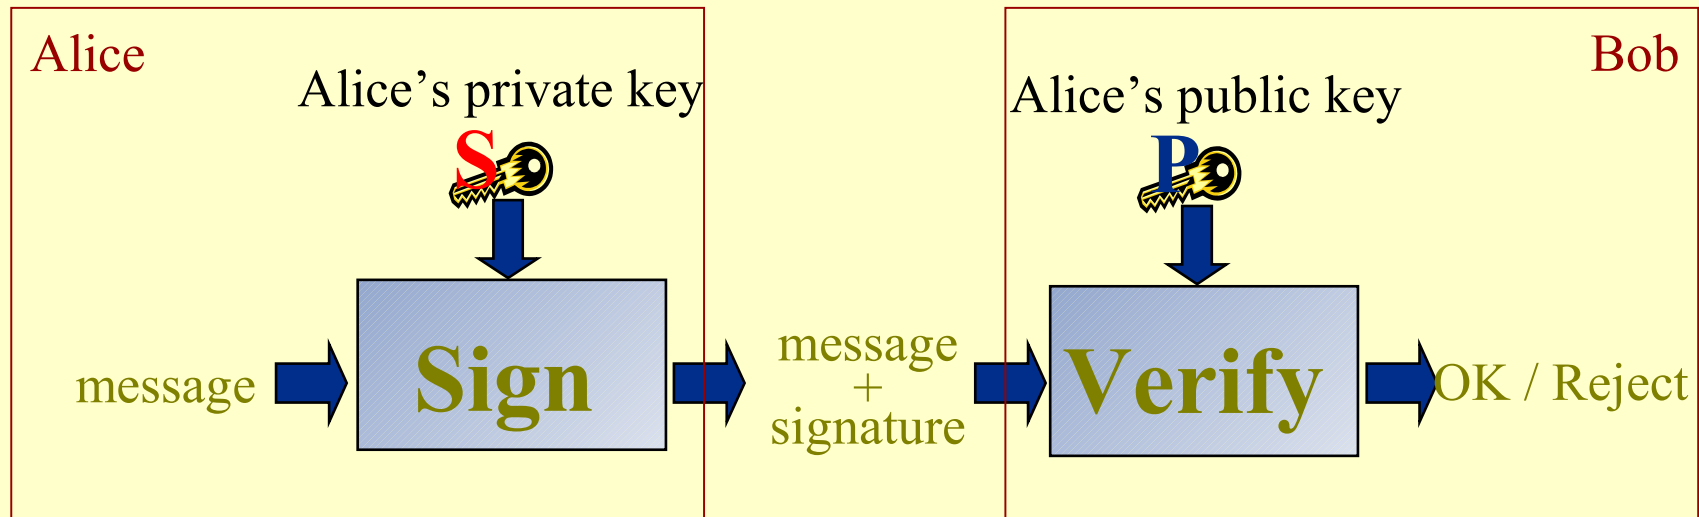 Alice
Bob
Alice’s private key
Alice’s public key
S
P
message
Sign
message
+
signature
Verify
OK / Reject